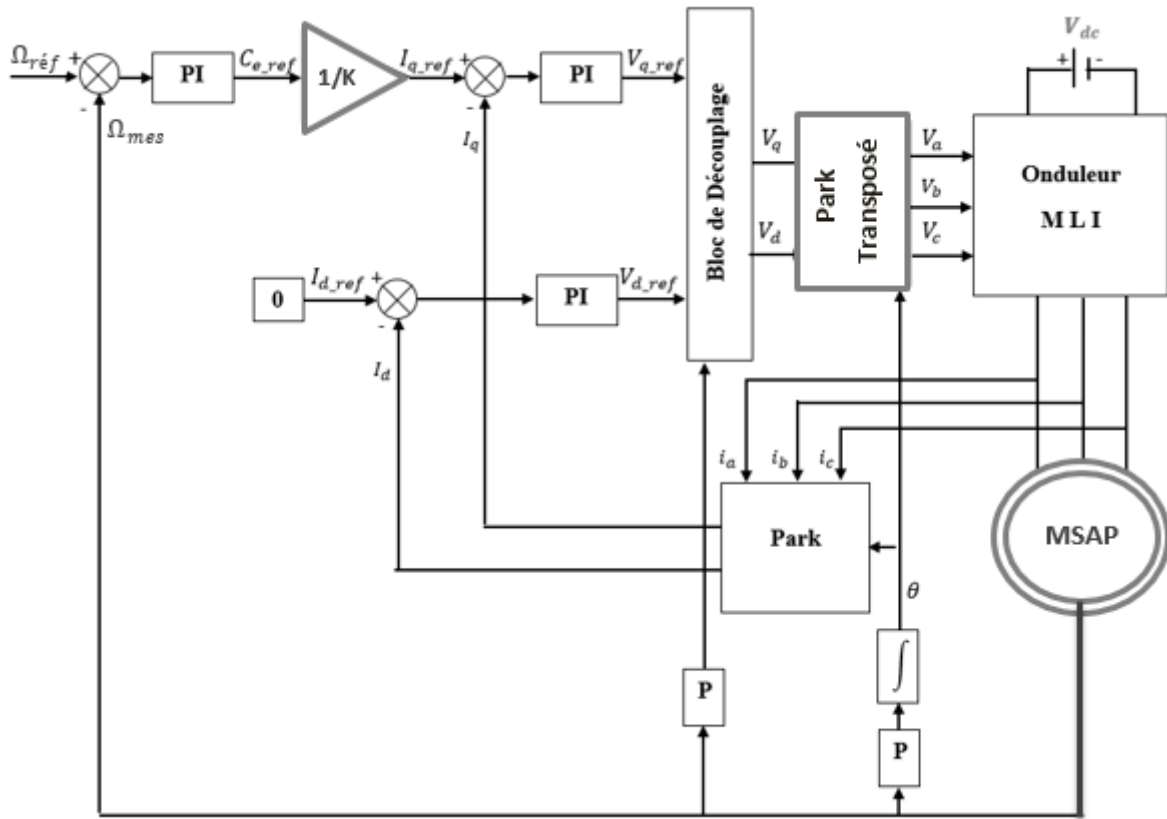 V_dc
+ -
Ω_réf + PI C_e_ref 1/K I_q_ref + PI V_q_ref
- Ω_mes
- I_q
Bloc de Découplage
V_q
V_d
Park
Transposé
V_a
V_b
V_c
Onduleur
M L I
0 I_d_ref + PI V_d_ref
- I_d
i_a i_b i_c
Park
MSAP
θ
∫
P
P